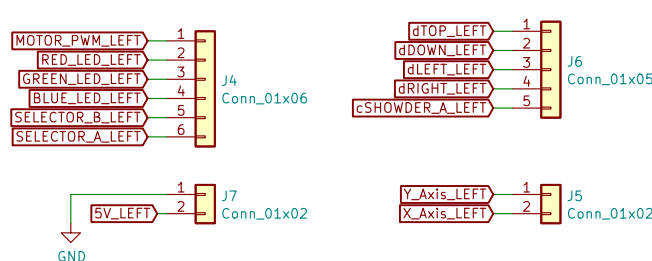 MOTOR_PWM_LEFT 1
RED_LED_LEFT 2
GREEN_LED_LEFT 3
BLUE_LED_LEFT 4
SELECTOR_B_LEFT 5
SELECTOR_A_LEFT 6
J4
Conn_01x06
dTOP_LEFT 1
dDOWN_LEFT 2
dLEFT_LEFT 3
dRIGHT_LEFT 4
cSHOWDER_A_LEFT 5
J6
Conn_01x05
1
5V_LEFT 2
J7
Conn_01x02
GND
Y_Axis_LEFT 1
X_Axis_LEFT 2
J5
Conn_01x02